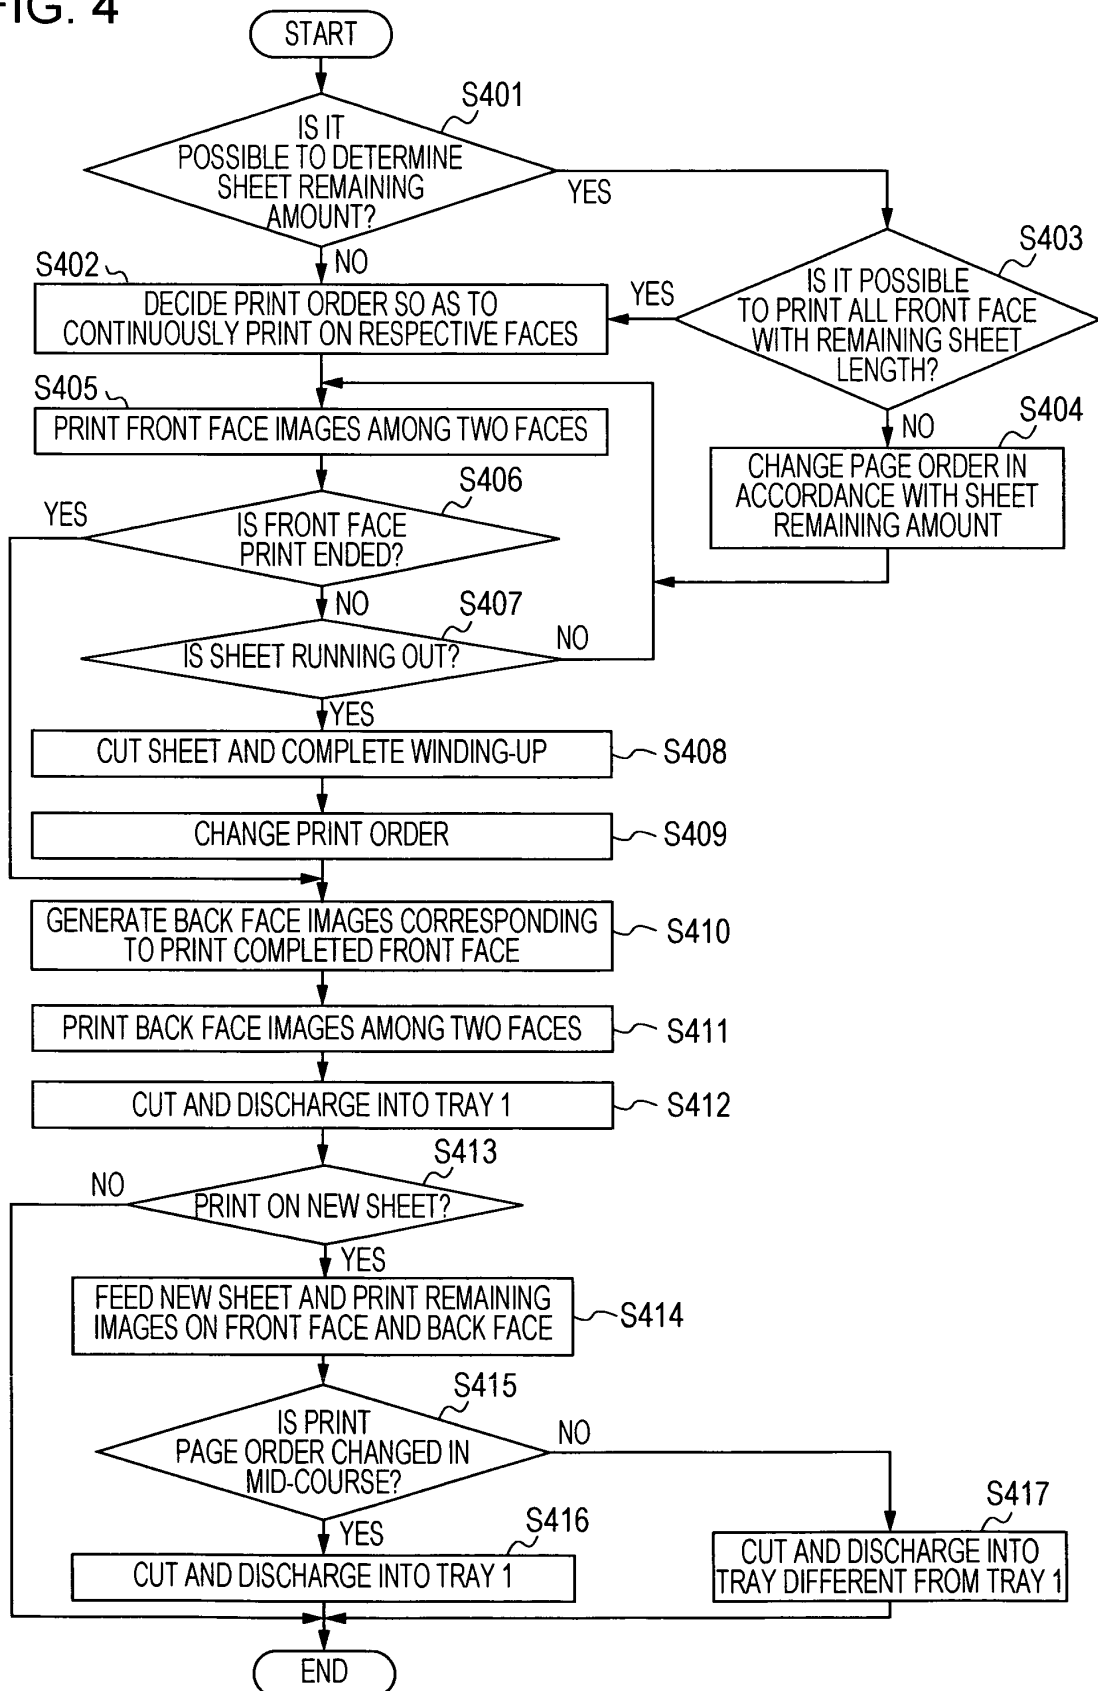 FIG. 4
START
S401
IS IT
POSSIBLE TO DETERMINE
SHEET REMAINING
AMOUNT?
YES
NO
S403
IS IT POSSIBLE
TO PRINT ALL FRONT FACE
WITH REMAINING SHEET
LENGTH?
YES
NO
S402
DECIDE PRINT ORDER SO AS TO
CONTINUOUSLY PRINT ON RESPECTIVE FACES
S404
CHANGE PAGE ORDER IN
ACCORDANCE WITH SHEET
REMAINING AMOUNT
S405
PRINT FRONT FACE IMAGES AMONG TWO FACES
S406
IS FRONT FACE
PRINT ENDED?
YES
NO
S407
IS SHEET RUNNING OUT?
NO
YES
CUT SHEET AND COMPLETE WINDING-UP
S408
CHANGE PRINT ORDER
S409
GENERATE BACK FACE IMAGES CORRESPONDING
TO PRINT COMPLETED FRONT FACE
S410
PRINT BACK FACE IMAGES AMONG TWO FACES
S411
CUT AND DISCHARGE INTO TRAY 1
S412
S413
PRINT ON NEW SHEET?
NO
YES
FEED NEW SHEET AND PRINT REMAINING
IMAGES ON FRONT FACE AND BACK FACE
S414
S415
IS PRINT
PAGE ORDER CHANGED IN
MID-COURSE?
NO
YES
S416
CUT AND DISCHARGE INTO TRAY 1
S417
CUT AND DISCHARGE INTO
TRAY DIFFERENT FROM TRAY 1
END